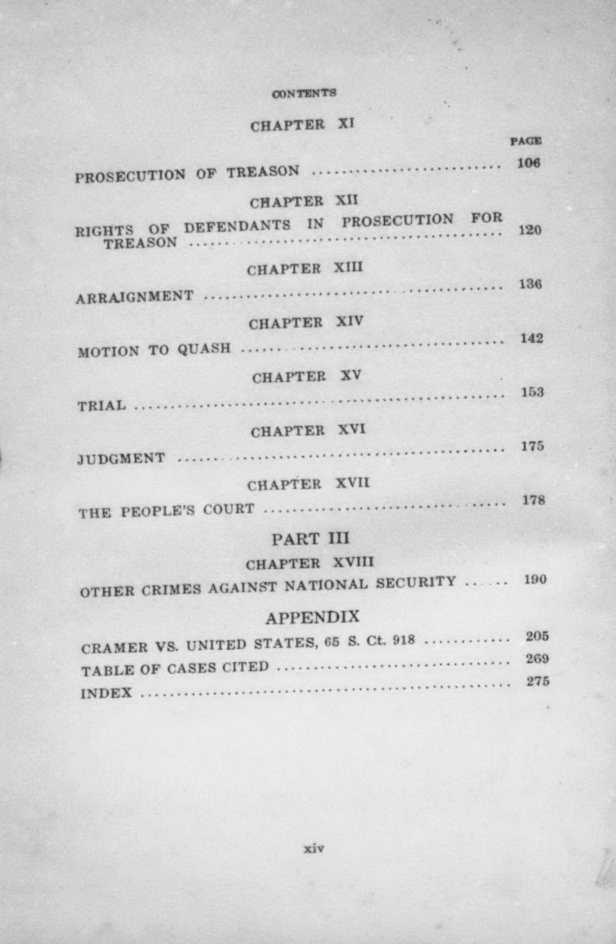 CONTENTS
CHAPTER XI
PAGE
PROSECUTION OF TREASON .......................... 106
CHAPTER XII
RIGHTS OF DEFENDANTS IN PROSECUTION FOR
TREASON .......................................... 120
CHAPTER XIII
ARRAIGNMENT ........................................ 136
CHAPTER XIV
MOTION TO QUASH .................................... 142
CHAPTER XV
TRIAL .................................................. 153
CHAPTER XVI
JUDGMENT ............................................ 175
CHAPTER XVII
THE PEOPLE'S COURT ................................ 178
PART III
CHAPTER XVIII
OTHER CRIMES AGAINST NATIONAL SECURITY ...... 190
APPENDIX
CRAMER VS. UNITED STATES, 65 S. Ct. 918 ............ 205
TABLE OF CASES CITED ................................ 269
INDEX .................................................. 275
xiv